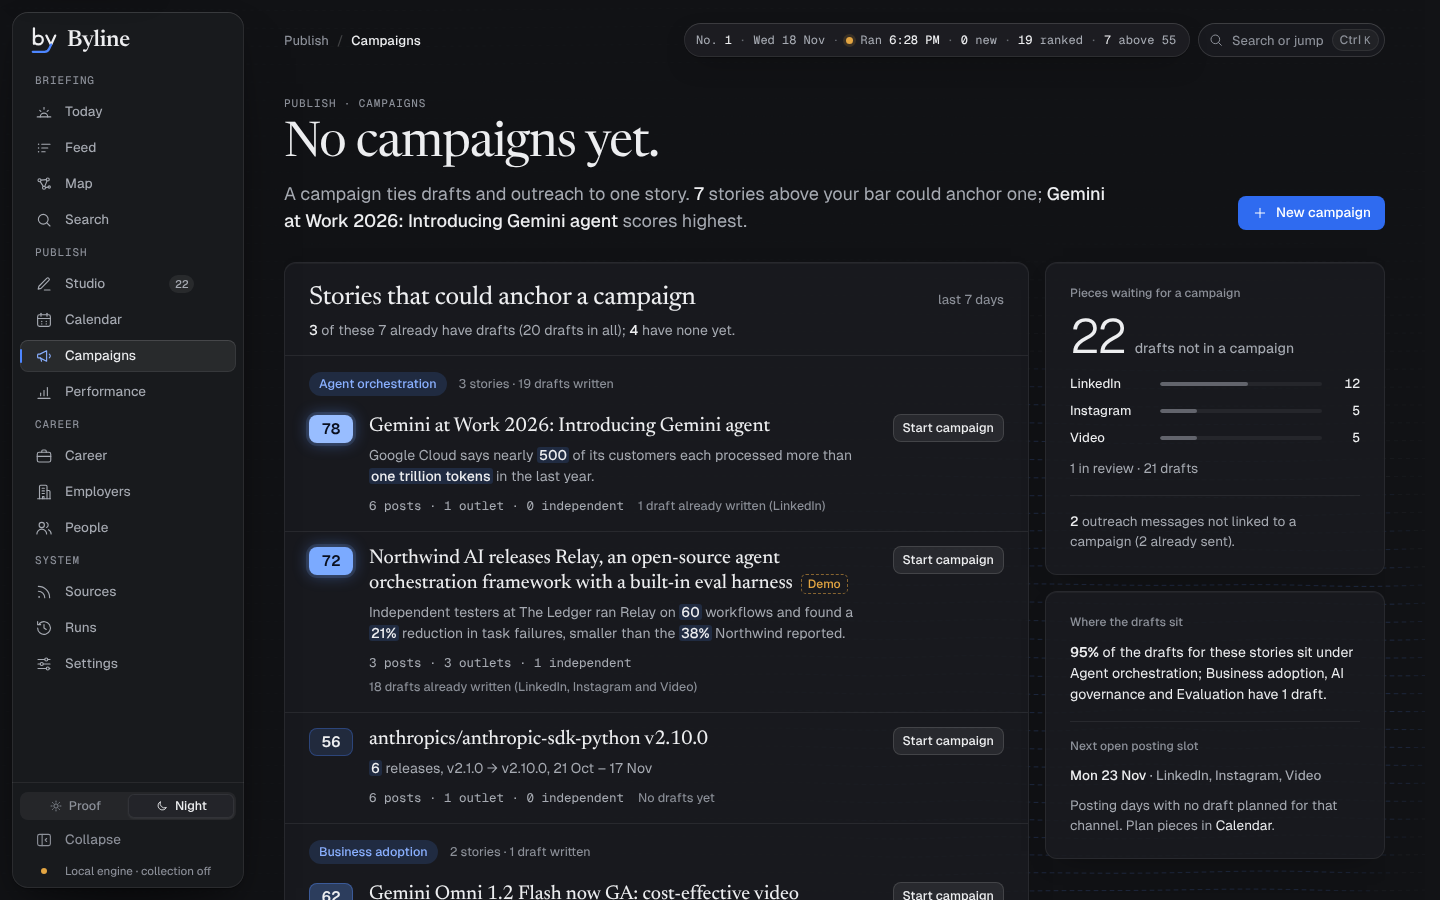 by Byline
BRIEFING
Today
Feed
Map
Search
PUBLISH
Studio 22
Calendar
Campaigns
Performance
CAREER
Career
Employers
People
SYSTEM
Sources
Runs
Settings
Proof Night
Collapse
Local engine · collection off
Publish / Campaigns
No. 1 · Wed 18 Nov · Ran 6:28 PM · 0 new · 19 ranked · 7 above 55
Search or jump Ctrl K
PUBLISH · CAMPAIGNS
No campaigns yet.
A campaign ties drafts and outreach to one story. 7 stories above your bar could anchor one; Gemini
at Work 2026: Introducing Gemini agent scores highest.
+ New campaign
Stories that could anchor a campaign
last 7 days
3 of these 7 already have drafts (20 drafts in all); 4 have none yet.
Agent orchestration 3 stories · 19 drafts written
78 Gemini at Work 2026: Introducing Gemini agent
Start campaign
Google Cloud says nearly 500 of its customers each processed more than
one trillion tokens in the last year.
6 posts · 1 outlet · 0 independent 1 draft already written (LinkedIn)
72 Northwind AI releases Relay, an open-source agent
orchestration framework with a built-in eval harness Demo
Start campaign
Independent testers at The Ledger ran Relay on 60 workflows and found a
21% reduction in task failures, smaller than the 38% Northwind reported.
3 posts · 3 outlets · 1 independent
18 drafts already written (LinkedIn, Instagram and Video)
56 anthropics/anthropic-sdk-python v2.10.0
Start campaign
6 releases, v2.1.0 → v2.10.0, 21 Oct – 17 Nov
6 posts · 1 outlet · 0 independent No drafts yet
Business adoption 2 stories · 1 draft written
62 Gemini Omni 1.2 Flash now GA: cost-effective video
Start campaign
Pieces waiting for a campaign
22 drafts not in a campaign
LinkedIn 12
Instagram 5
Video 5
1 in review · 21 drafts
2 outreach messages not linked to a
campaign (2 already sent).
Where the drafts sit
95% of the drafts for these stories sit under
Agent orchestration; Business adoption, AI
governance and Evaluation have 1 draft.
Next open posting slot
Mon 23 Nov · LinkedIn, Instagram, Video
Posting days with no draft planned for that
channel. Plan pieces in Calendar.